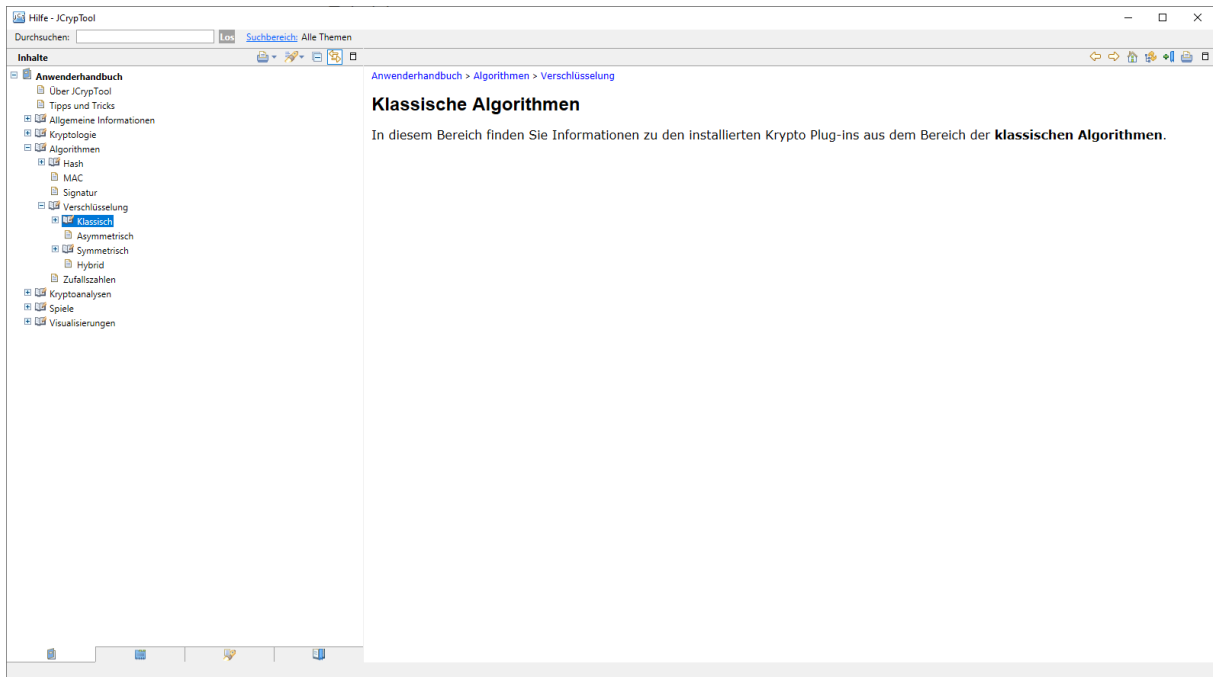 Hilfe - JCrypTool
Durchsuchen: Los Suchbereich: Alle Themen
Inhalte
Anwenderhandbuch
Über JCrypTool
Tipps und Tricks
Allgemeine Informationen
Kryptologie
Algorithmen
Hash
MAC
Signatur
Verschlüsselung
Klassisch
Asymmetrisch
Symmetrisch
Hybrid
Zufallszahlen
Kryptoanalysen
Spiele
Visualisierungen
Anwenderhandbuch > Algorithmen > Verschlüsselung
Klassische Algorithmen
In diesem Bereich finden Sie Informationen zu den installierten Krypto Plug-ins aus dem Bereich der klassischen Algorithmen.